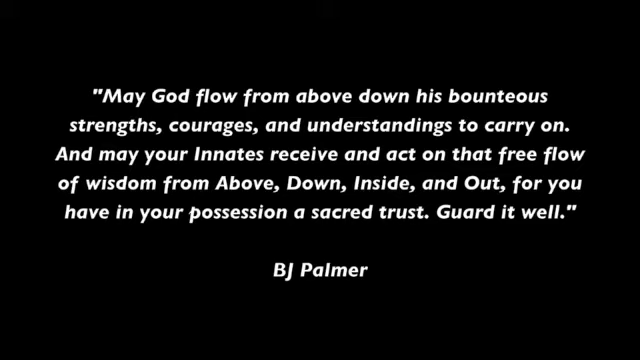 "May God flow from above down his bounteous
strengths, courages, and understandings to carry on.
And may your Innates receive and act on that free flow
of wisdom from Above, Down, Inside, and Out, for you
have in your possession a sacred trust. Guard it well."
BJ Palmer